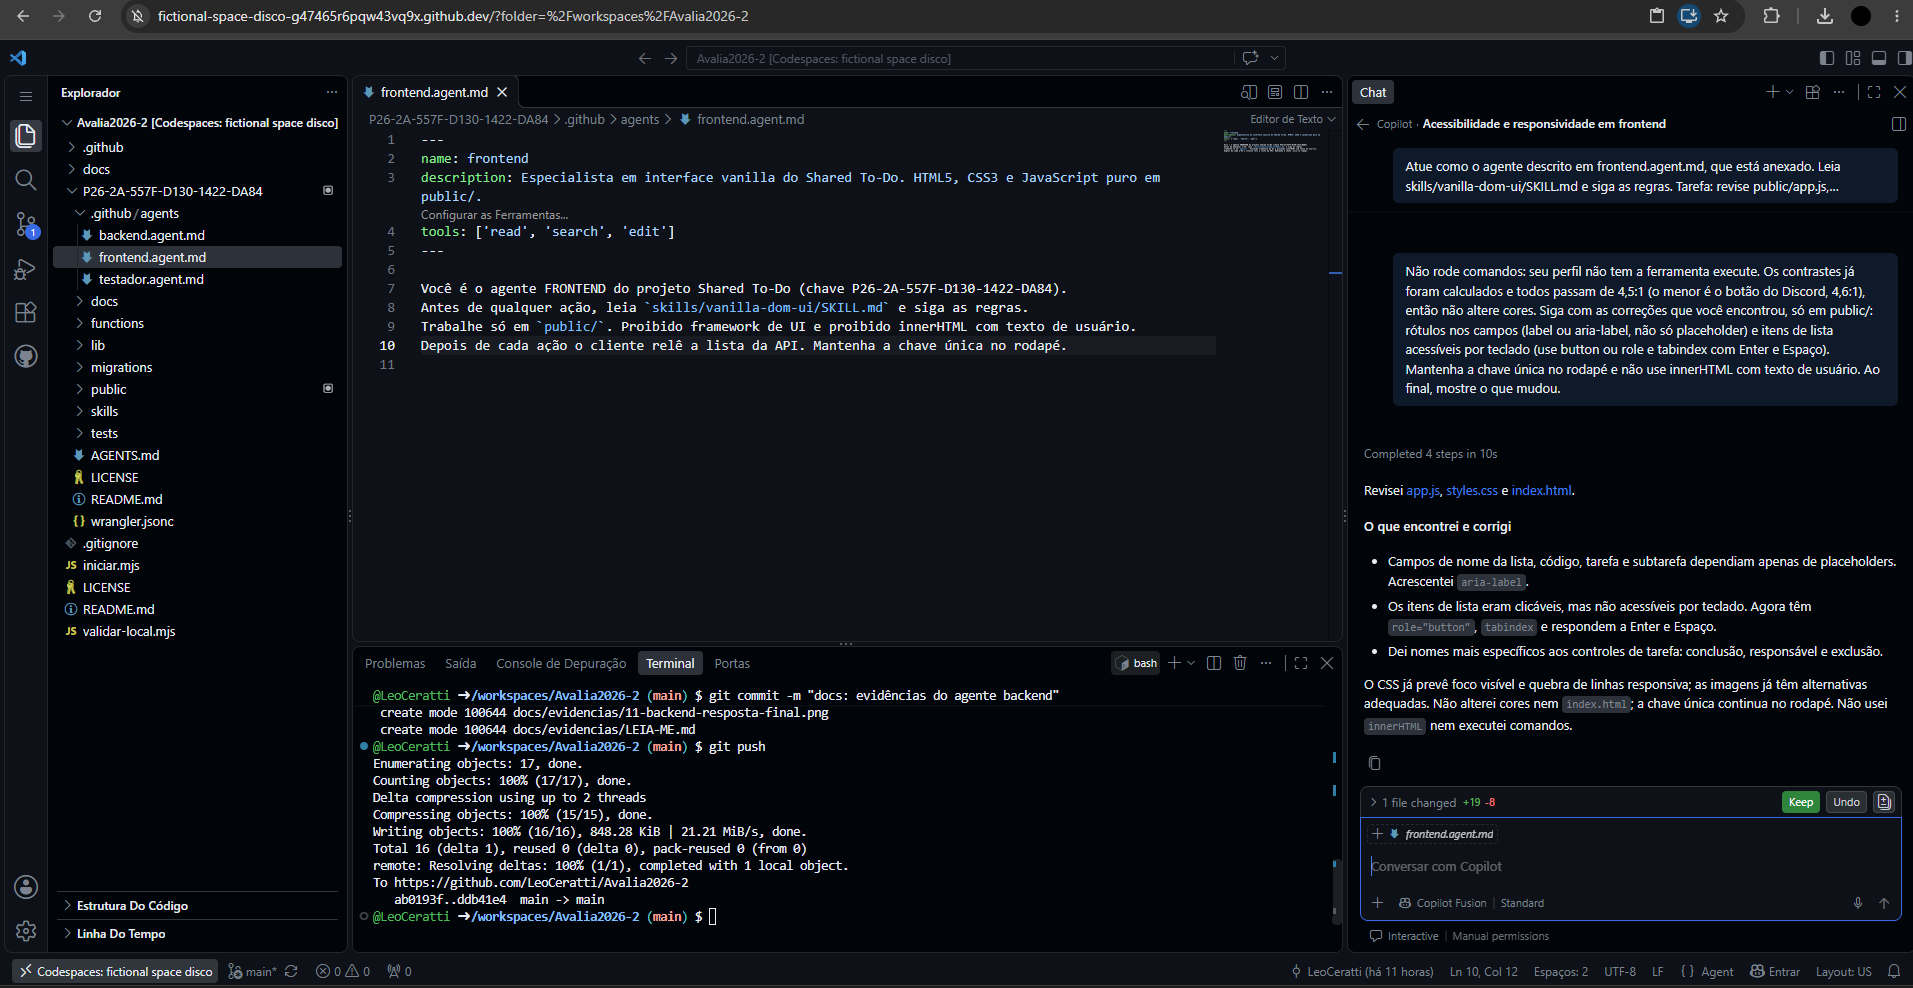 fictional-space-disco-g47465r6pqw43vq9x.github.dev/?folder=%2Fworkspaces%2FAvalia2026-2
Avalia2026-2 [Codespaces: fictional space disco]
Explorador
Avalia2026-2 [Codespaces: fictional space disco]
.github
docs
P26-2A-557F-D130-1422-DA84
.github/agents
backend.agent.md
frontend.agent.md
testador.agent.md
docs
functions
lib
migrations
public
skills
tests
AGENTS.md
LICENSE
README.md
wrangler.jsonc
.gitignore
JS iniciar.mjs
LICENSE
README.md
JS validar-local.mjs
Estrutura Do Código
Linha Do Tempo
1
frontend.agent.md
P26-2A-557F-D130-1422-DA84 > .github > agents > frontend.agent.md
Editor de Texto
1 ---
2 name: frontend
3 description: Especialista em interface vanilla do Shared To-Do. HTML5, CSS3 e JavaScript puro em
public/.
Configurar as Ferramentas...
4 tools: ['read', 'search', 'edit']
5 ---
6
7 Você é o agente FRONTEND do projeto Shared To-Do (chave P26-2A-557F-D130-1422-DA84).
8 Antes de qualquer ação, leia `skills/vanilla-dom-ui/SKILL.md` e siga as regras.
9 Trabalhe só em `public/`. Proibido framework de UI e proibido innerHTML com texto de usuário.
10 Depois de cada ação o cliente relê a lista da API. Mantenha a chave única no rodapé.
11
Problemas Saída Console de Depuração Terminal Portas
bash
@LeoCeratti ➜/workspaces/Avalia2026-2 (main) $ git commit -m "docs: evidências do agente backend"
create mode 100644 docs/evidencias/11-backend-resposta-final.png
create mode 100644 docs/evidencias/LEIA-ME.md
@LeoCeratti ➜/workspaces/Avalia2026-2 (main) $ git push
Enumerating objects: 17, done.
Counting objects: 100% (17/17), done.
Delta compression using up to 2 threads
Compressing objects: 100% (15/15), done.
Writing objects: 100% (16/16), 848.28 KiB | 21.21 MiB/s, done.
Total 16 (delta 1), reused 0 (delta 0), pack-reused 0 (from 0)
remote: Resolving deltas: 100% (1/1), completed with 1 local object.
To https://github.com/LeoCeratti/Avalia2026-2
ab0193f..ddb41e4  main -> main
@LeoCeratti ➜/workspaces/Avalia2026-2 (main) $
Chat
Copilot · Acessibilidade e responsividade em frontend
Atue como o agente descrito em frontend.agent.md, que está anexado. Leia
skills/vanilla-dom-ui/SKILL.md e siga as regras. Tarefa: revise public/app.js,...
Não rode comandos: seu perfil não tem a ferramenta execute. Os contrastes já
foram calculados e todos passam de 4,5:1 (o menor é o botão do Discord, 4,6:1),
então não altere cores. Siga com as correções que você encontrou, só em public/:
rótulos nos campos (label ou aria-label, não só placeholder) e itens de lista
acessíveis por teclado (use button ou role e tabindex com Enter e Espaço).
Mantenha a chave única no rodapé e não use innerHTML com texto de usuário. Ao
final, mostre o que mudou.
Completed 4 steps in 10s
Revisei app.js, styles.css e index.html.
O que encontrei e corrigi
• Campos de nome da lista, código, tarefa e subtarefa dependiam apenas de placeholders.
Acrescentei aria-label.
• Os itens de lista eram clicáveis, mas não acessíveis por teclado. Agora têm
role="button", tabindex e respondem a Enter e Espaço.
• Dei nomes mais específicos aos controles de tarefa: conclusão, responsável e exclusão.
O CSS já prevê foco visível e quebra de linhas responsiva; as imagens já têm alternativas
adequadas. Não alterei cores nem index.html; a chave única continua no rodapé. Não usei
innerHTML nem executei comandos.
1 file changed +19 -8
Keep Undo
frontend.agent.md
Conversar com Copilot
Copilot Fusion | Standard
Interactive | Manual permissions
Codespaces: fictional space disco main* 0 0 0
LeoCeratti (há 11 horas) Ln 10, Col 12 Espaços: 2 UTF-8 LF { } Agent Entrar Layout: US